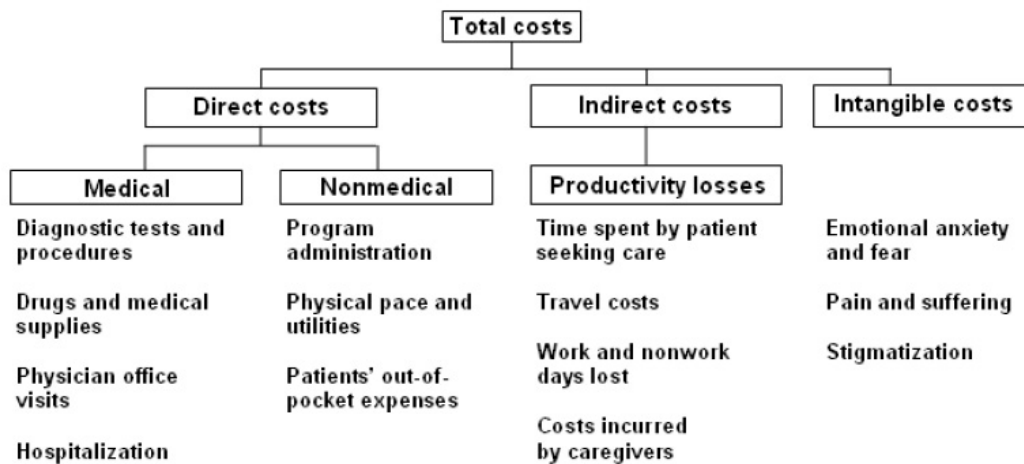 Total costs
Direct costs
Indirect costs
Intangible costs
Medical
Nonmedical
Productivity losses
Diagnostic tests and
procedures
Drugs and medical
supplies
Physician office
visits
Hospitalization
Program
administration
Physical pace and
utilities
Patients' out-of-
pocket expenses
Time spent by patient
seeking care
Travel costs
Work and nonwork
days lost
Costs incurred
by caregivers
Emotional anxiety
and fear
Pain and suffering
Stigmatization